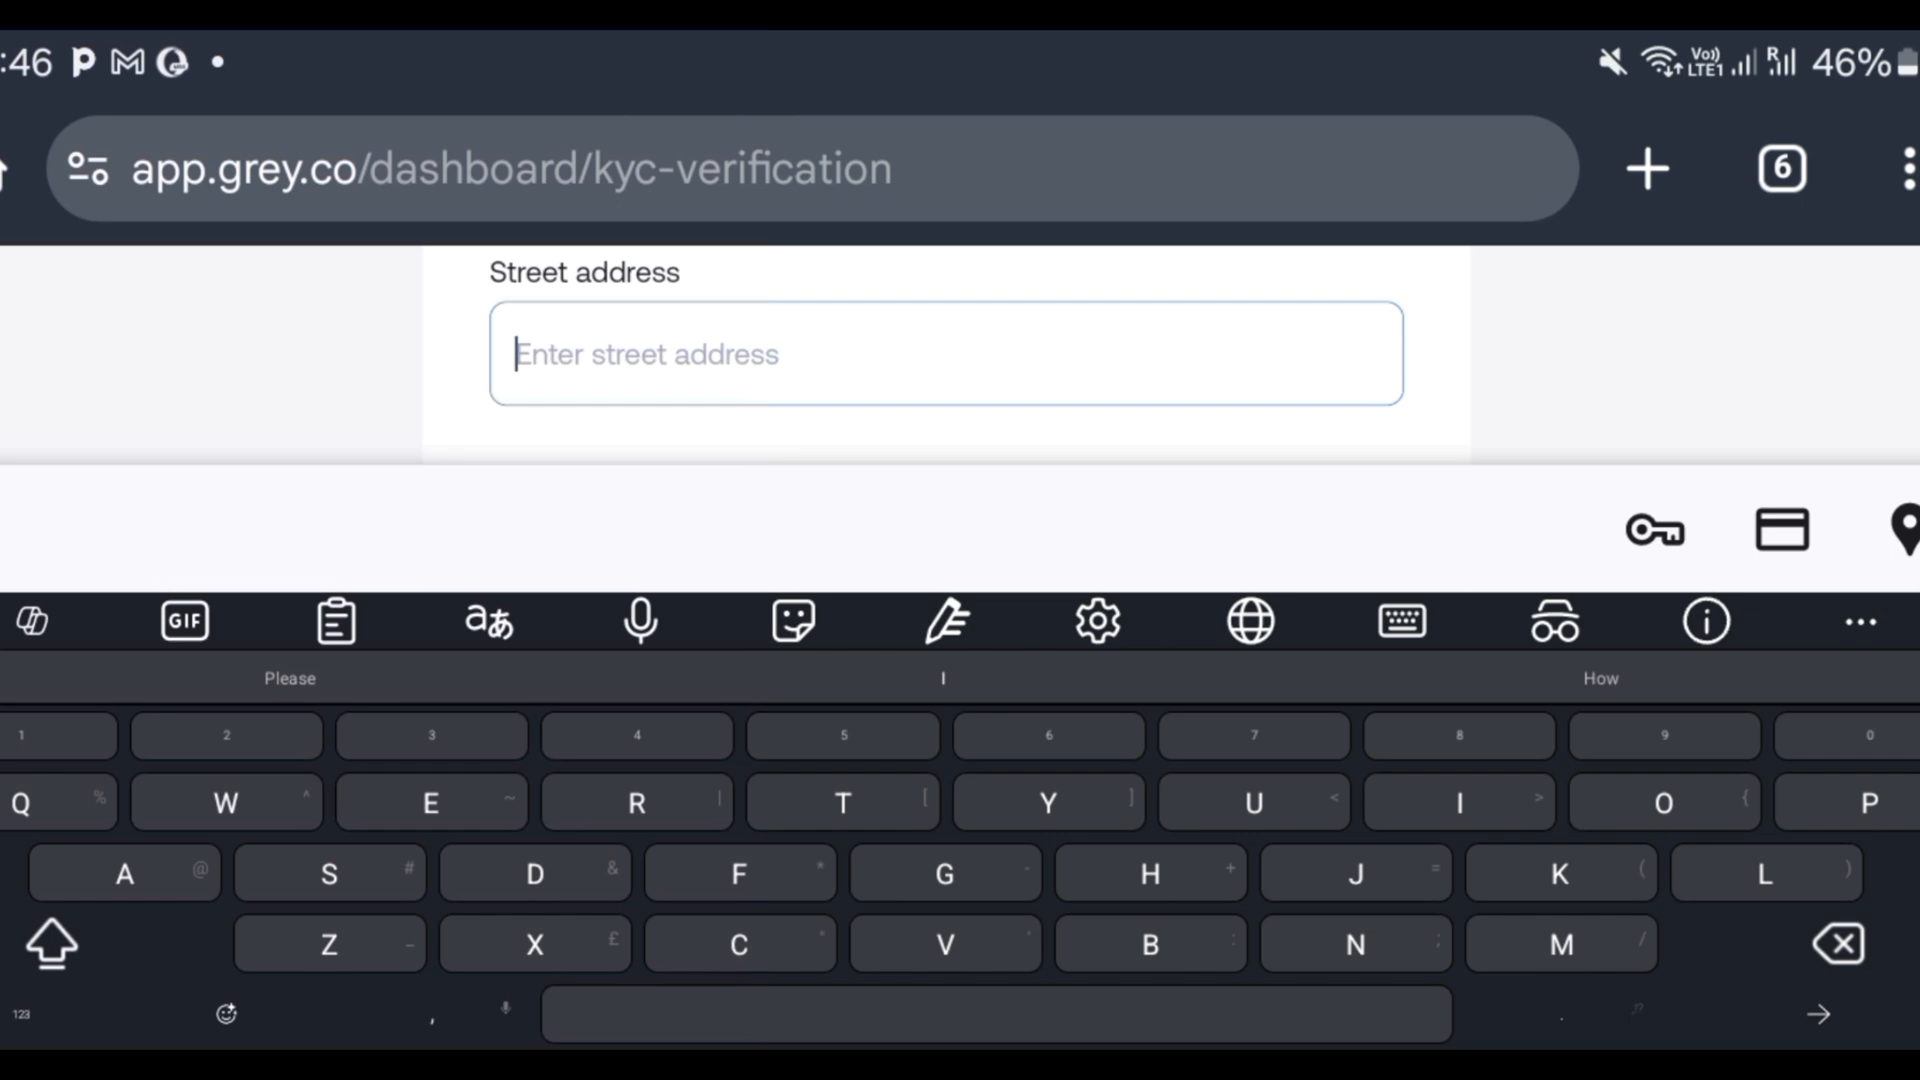 :46 46%
app.grey.co/dashboard/kyc-verification 6
Street address
Enter street address
GIF
Please I How
1 2 3 4 5 6 7 8 9 0
Q % W ^ E ~ R | T [ Y ] U < I > O { P
A @ S # D & F * G - H + J = K ( L )
Z _ X £ C " V ' B : N ; M /
123 , . !?